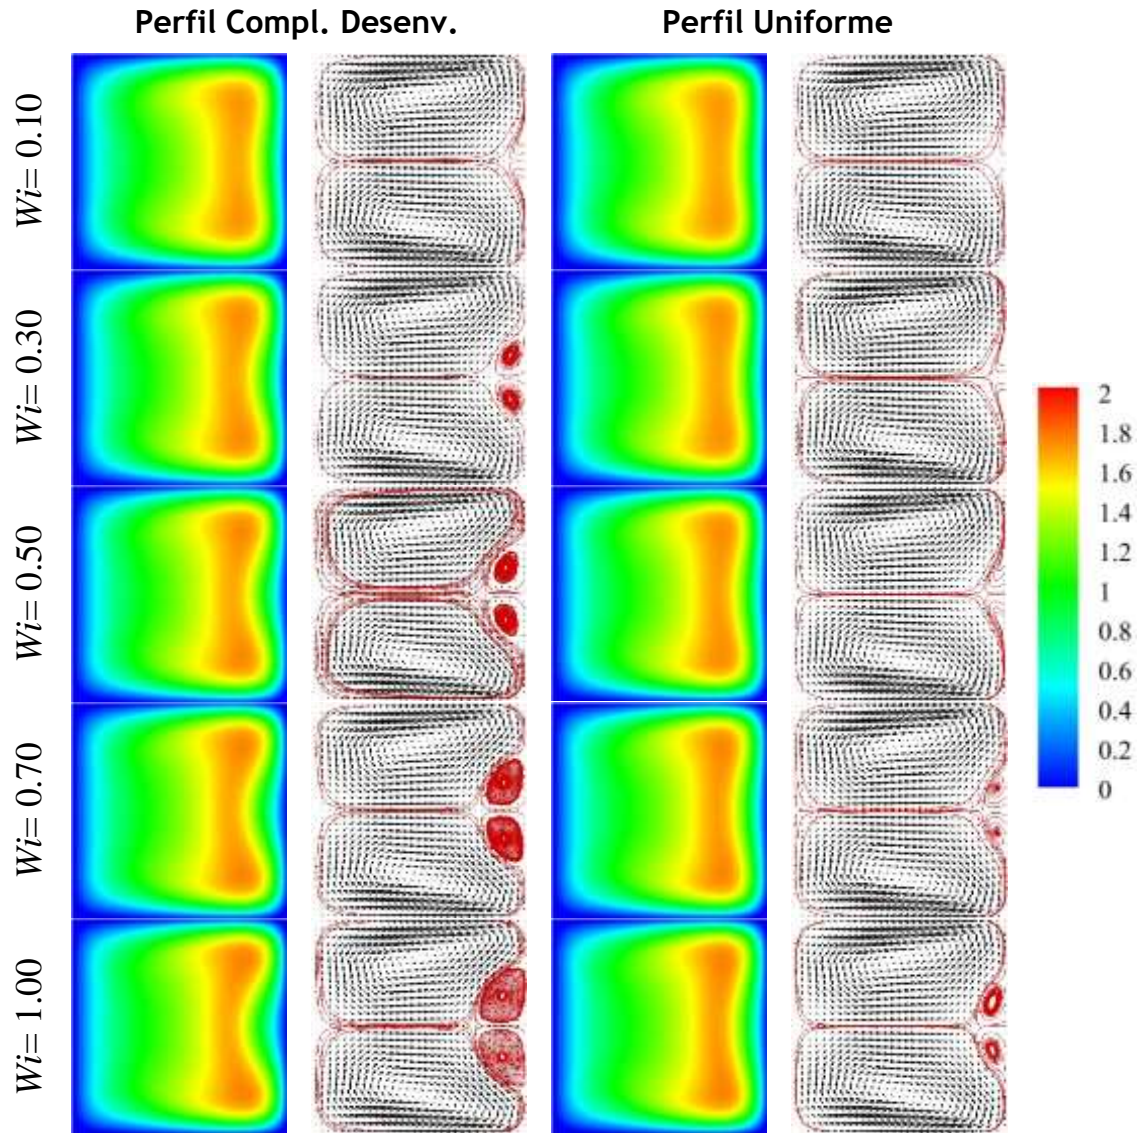 Perfil Compl. Desenv.
Perfil Uniforme
Wi= 0.10
Wi= 0.30
Wi= 0.50
Wi= 0.70
Wi= 1.00
2
1.8
1.6
1.4
1.2
1
0.8
0.6
0.4
0.2
0